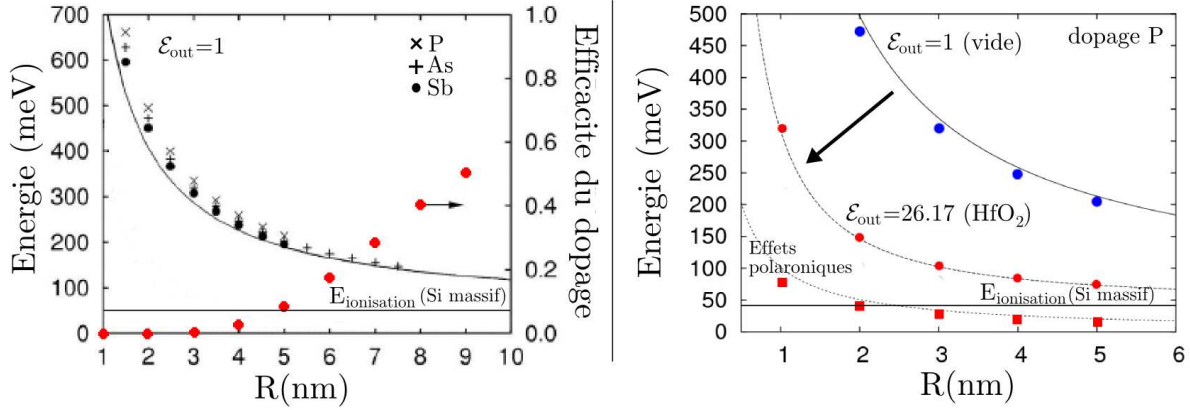 Energie (meV)
700
600
500
400
300
200
100
0
ℰout=1
× P
+ As
● Sb
Eionisation (Si massif)
1 2 3 4 5 6 7 8 9 10
R(nm)
1.0
0.8
0.6
0.4
0.2
0.0
Efficacite du dopage
Energie (meV)
500
450
400
350
300
250
200
150
100
50
0
ℰout=1 (vide)
dopage P
ℰout=26.17 (HfO2)
Effets
polaroniques
Eionisation (Si massif)
1 2 3 4 5 6
R(nm)